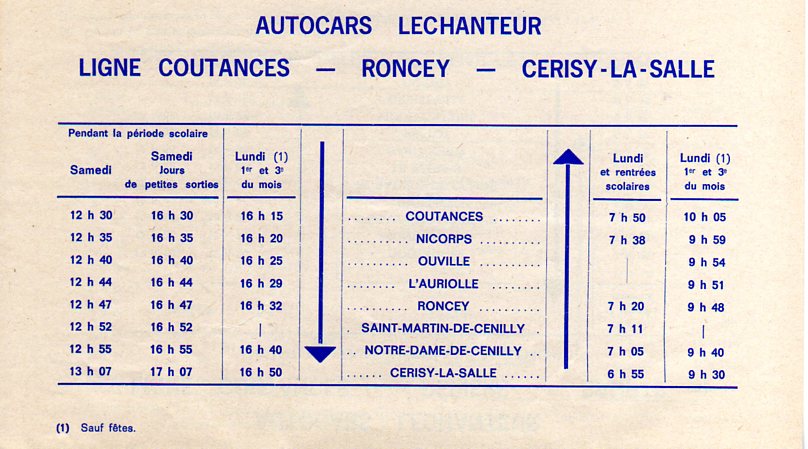 AUTOCARS LECHANTEUR
LIGNE COUTANCES — RONCEY — CERISY-LA-SALLE
Pendant la période scolaire
Samedi | Samedi Jours de petites sorties | Lundi (1) 1er et 3e du mois | | Lundi et rentrées scolaires | Lundi (1) 1er et 3e du mois
12 h 30 16 h 30 16 h 15 ........ COUTANCES ........ 7 h 50 10 h 05
12 h 35 16 h 35 16 h 20 .......... NICORPS .......... 7 h 38 9 h 59
12 h 40 16 h 40 16 h 25 .......... OUVILLE .......... | 9 h 54
12 h 44 16 h 44 16 h 29 ......... L'AURIOLLE ......... | 9 h 51
12 h 47 16 h 47 16 h 32 .......... RONCEY .......... 7 h 20 9 h 48
12 h 52 16 h 52 | . SAINT-MARTIN-DE-CENILLY . 7 h 11 |
12 h 55 16 h 55 16 h 40 .. NOTRE-DAME-DE-CENILLY .. 7 h 05 9 h 40
13 h 07 17 h 07 16 h 50 ...... CERISY-LA-SALLE ...... 6 h 55 9 h 30
(1) Sauf fêtes.